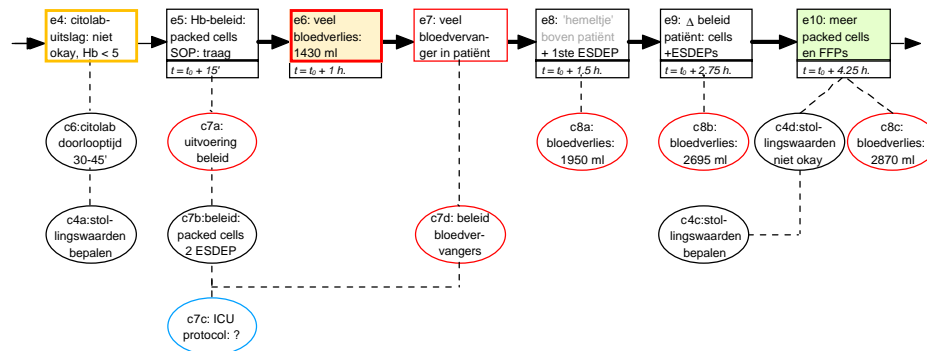 e4: citolab-
uitslag: niet
okay, Hb < 5
e5: Hb-beleid:
packed cells
SOP: traag
t = t₀ + 15'
e6: veel
bloedverlies:
1430 ml
t = t₀ + 1 h.
e7: veel
bloedvervan-
ger in patiënt
e8: 'hemeltje'
boven patiënt
+ 1ste ESDEP
t = t₀ + 1,5 h.
e9: Δ beleid
patiënt: cells
+ESDEPs
t = t₀ + 2.75 h.
e10: meer
packed cells
en FFPs
t = t₀ + 4.25 h.
c6:citolab
doorlooptijd
30-45'
c7a:
uitvoering
beleid
c8a:
bloedverlies:
1950 ml
c8b:
bloedverlies:
2695 ml
c4d:stol-
lingswaarden
niet okay
c8c:
bloedverlies:
2870 ml
c4a:stol-
lingswaarden
bepalen
c7b:beleid:
packed cells
2 ESDEP
c7d: beleid
bloedver-
vangers
c4c:stol-
lingswaarden
bepalen
c7c: ICU
protocol: ?